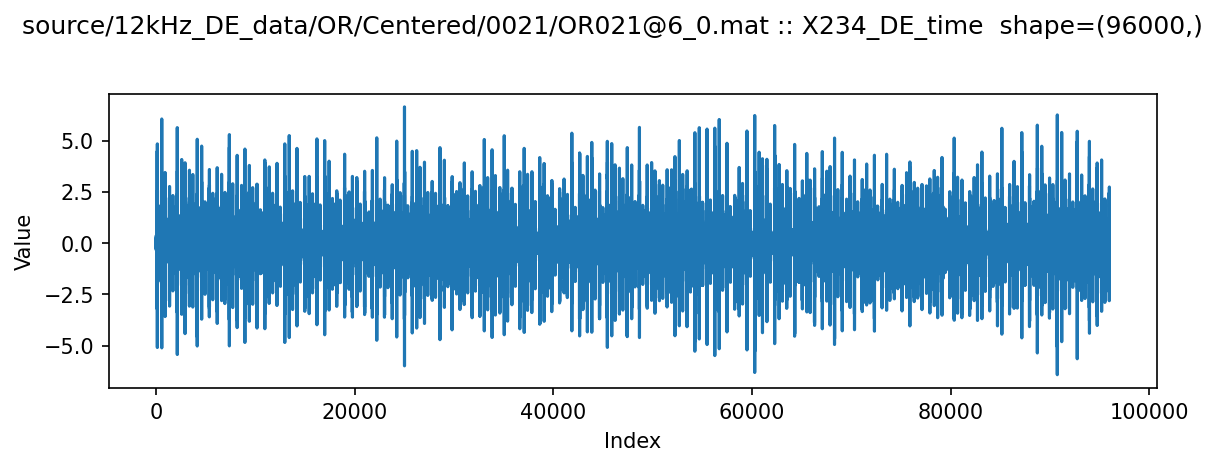 source/12kHz_DE_data/OR/Centered/0021/OR021@6_0.mat :: X234_DE_time  shape=(96000,)
5.0
2.5
0.0
−2.5
−5.0
Value
0 20000 40000 60000 80000 100000
Index